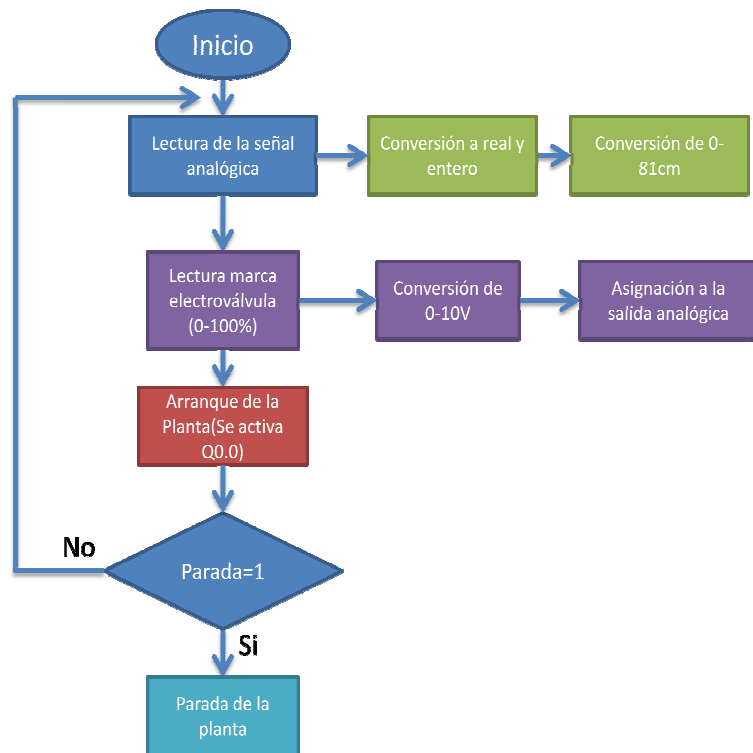 Inicio
Lectura de la señal
analógica
Conversión a real y
entero
Conversión de 0-
81cm
Lectura marca
electroválvula
(0-100%)
Conversión de
0-10V
Asignación a la
salida analógica
Arranque de la
Planta(Se activa
Q0.0)
No
Parada=1
Si
Parada de la
planta